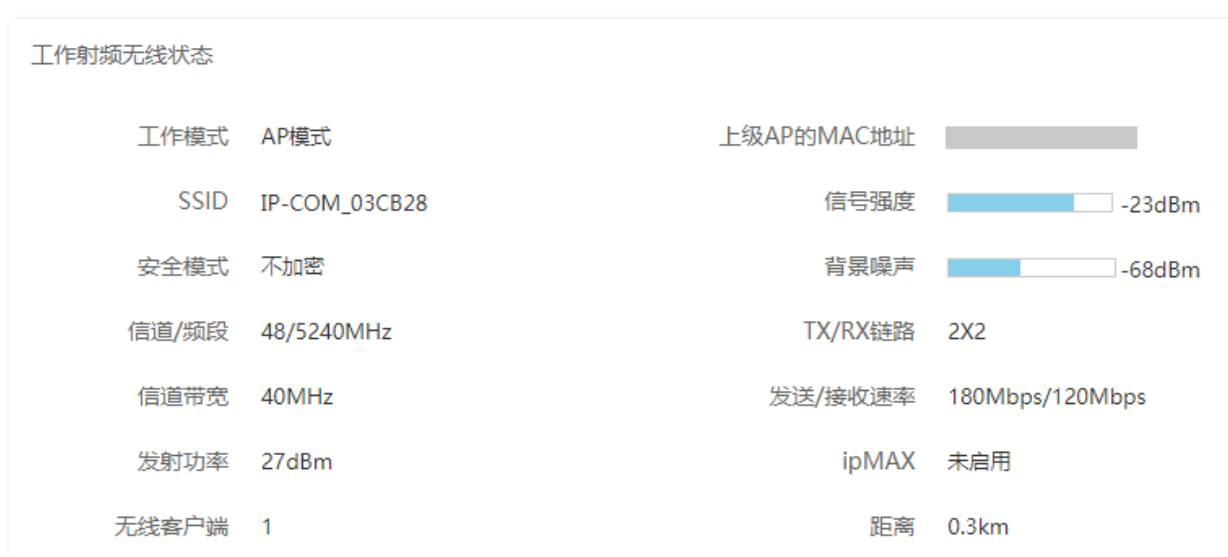 工作射频无线状态
工作模式 AP模式 上级AP的MAC地址
SSID IP-COM_03CB28 信号强度 -23dBm
安全模式 不加密 背景噪声 -68dBm
信道/频段 48/5240MHz TX/RX链路 2X2
信道带宽 40MHz 发送/接收速率 180Mbps/120Mbps
发射功率 27dBm ipMAX 未启用
无线客户端 1 距离 0.3km